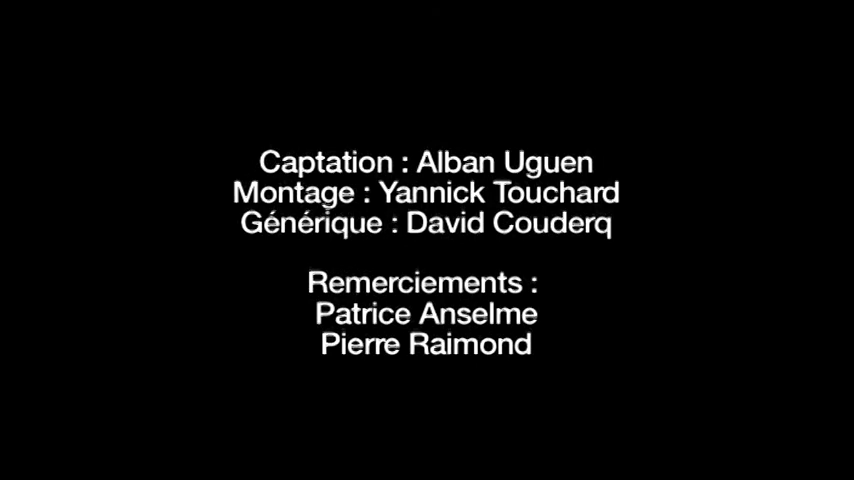 Captation : Alban Uguen
Montage : Yannick Touchard
Générique : David Couderq
Remerciements :
Patrice Anselme
Pierre Raimond